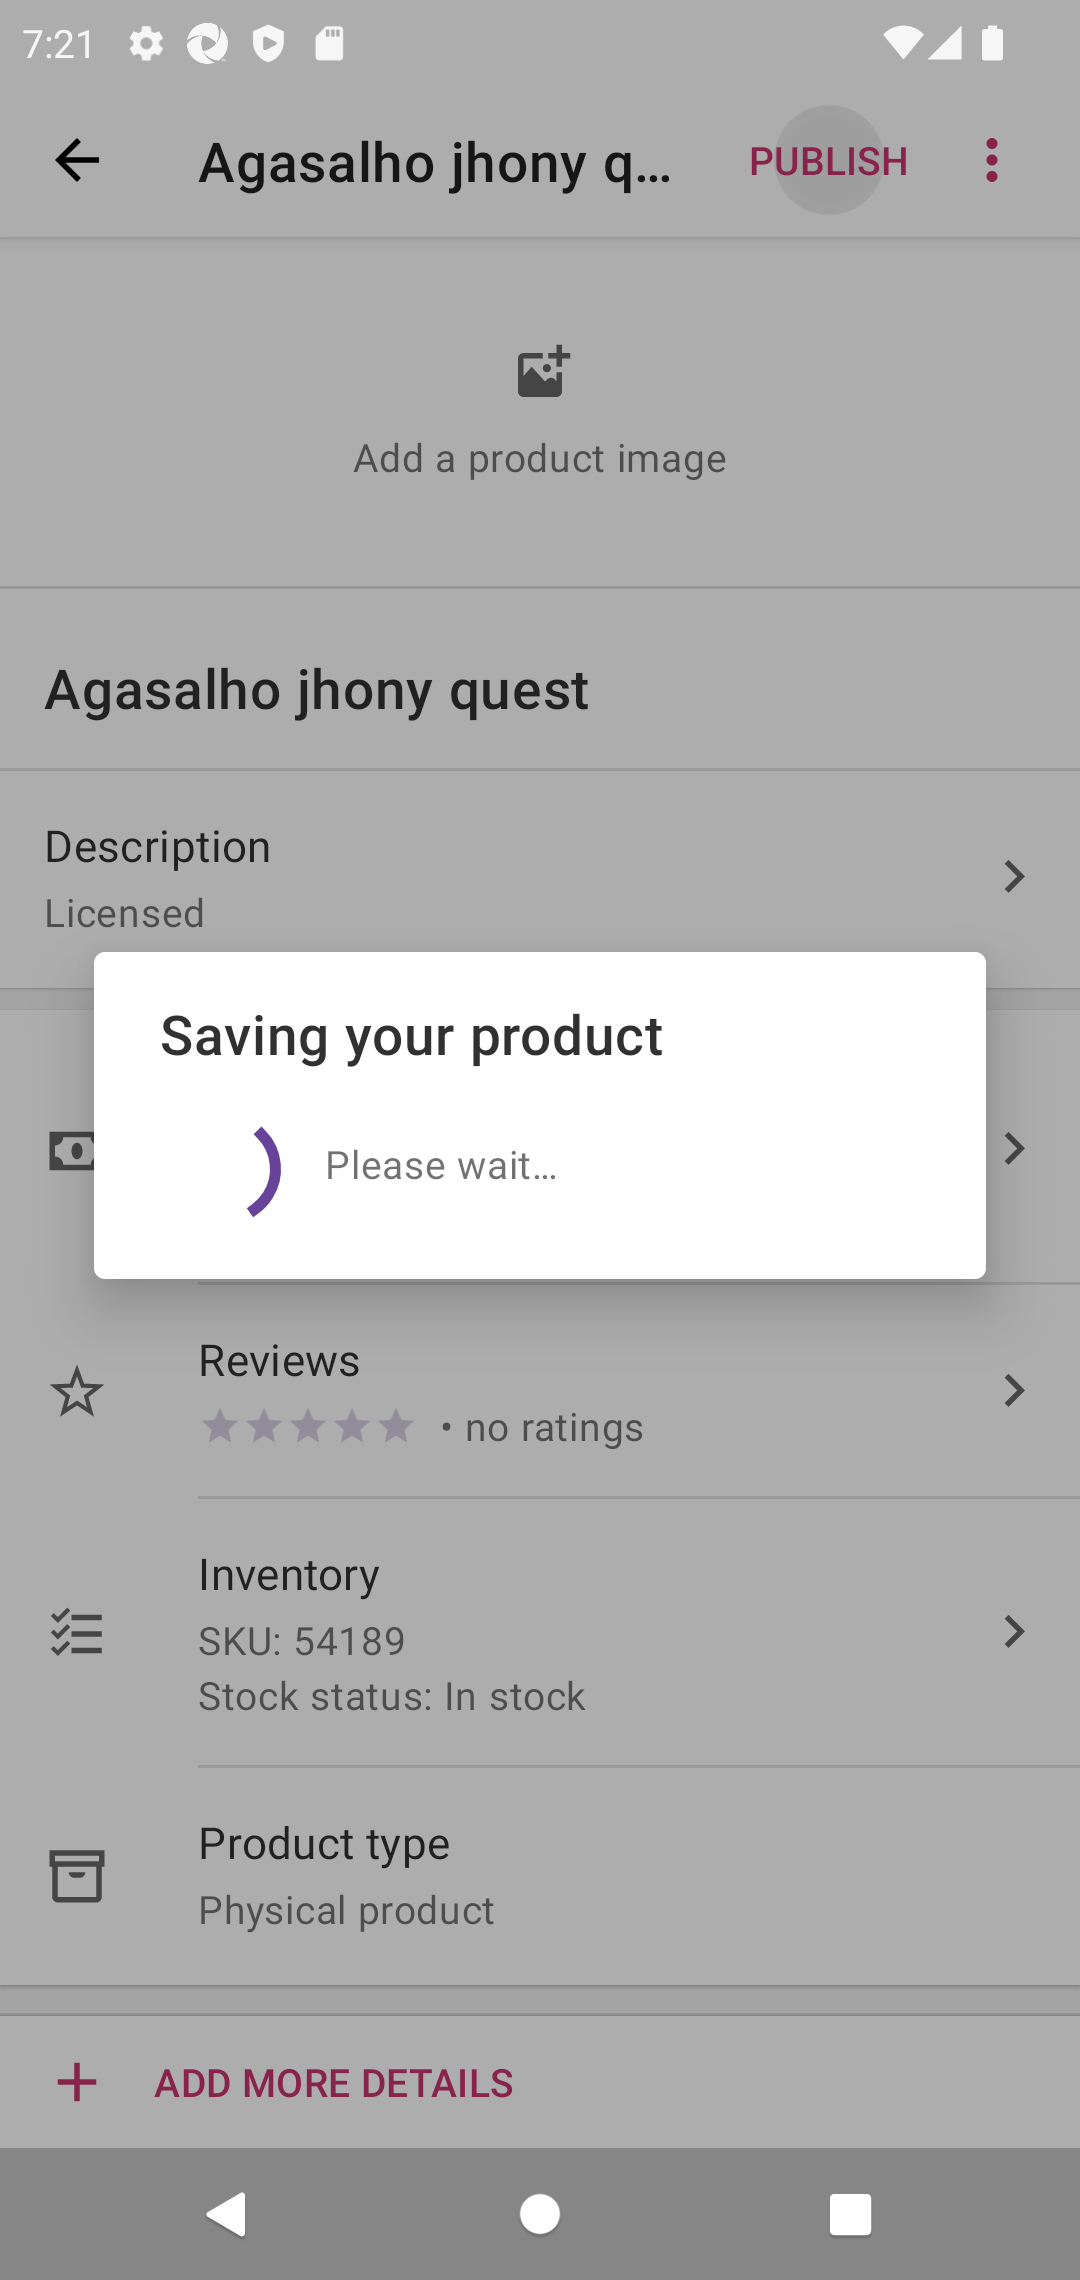 7:21
Agasalho jhony q...
PUBLISH
Add a product image
Agasalho jhony quest
Description
Licensed
Saving your product
Please wait...
Reviews
• no ratings
Inventory
SKU: 54189
Stock status: In stock
Product type
Physical product
ADD MORE DETAILS